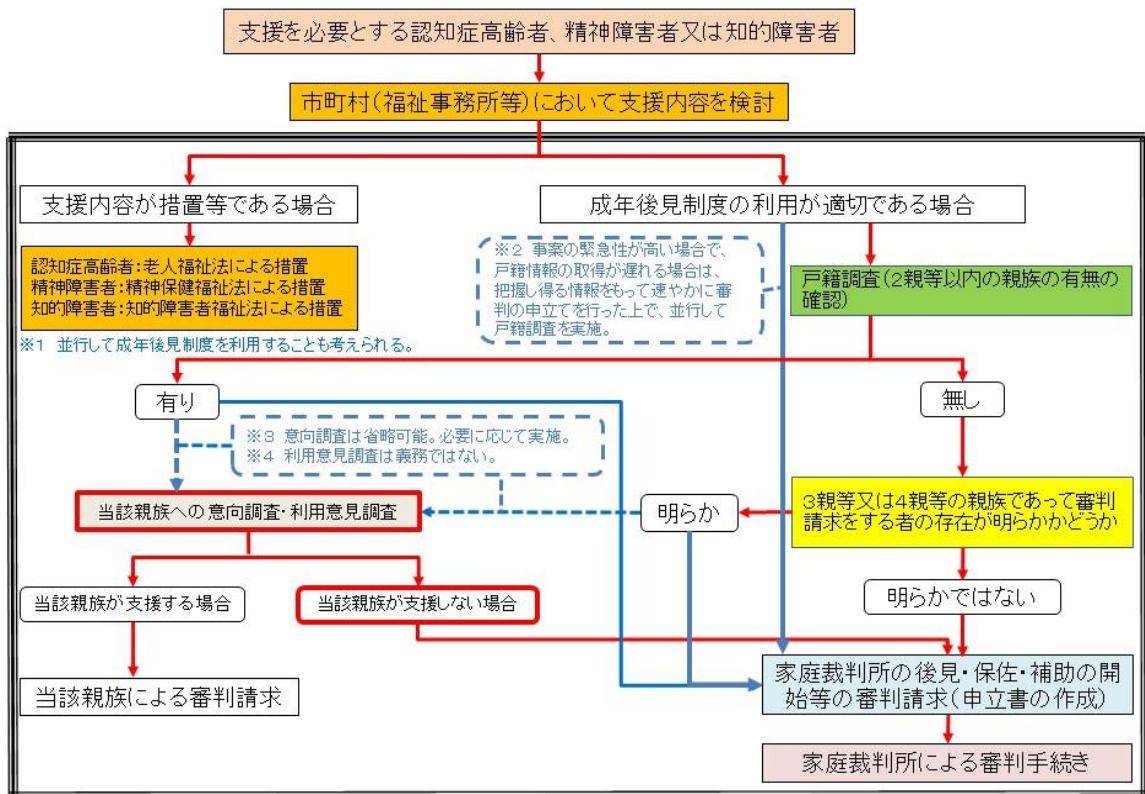 支援を必要とする認知症高齢者、精神障害者又は知的障害者
市町村(福祉事務所等)において支援内容を検討
支援内容が措置等である場合
成年後見制度の利用が適切である場合
認知症高齢者:老人福祉法による措置
精神障害者:精神保健福祉法による措置
知的障害者:知的障害者福祉法による措置
※1 並行して成年後見制度を利用することも考えられる。
※2 事案の緊急性が高い場合で、
戸籍情報の取得が遅れる場合は、
把握し得る情報をもって速やかに審
判の申立てを行った上で、並行して
戸籍調査を実施。
戸籍調査(2親等以内の親族の有無の
確認)
有り
無し
※3 意向調査は省略可能。必要に応じて実施。
※4 利用意見調査は義務ではない。
当該親族への意向調査・利用意見調査
明らか
3親等又は4親等の親族であって審判
請求をする者の存在が明らかかどうか
当該親族が支援する場合
当該親族が支援しない場合
明らかではない
当該親族による審判請求
家庭裁判所の後見・保佐・補助の開
始等の審判請求(申立書の作成)
家庭裁判所による審判手続き